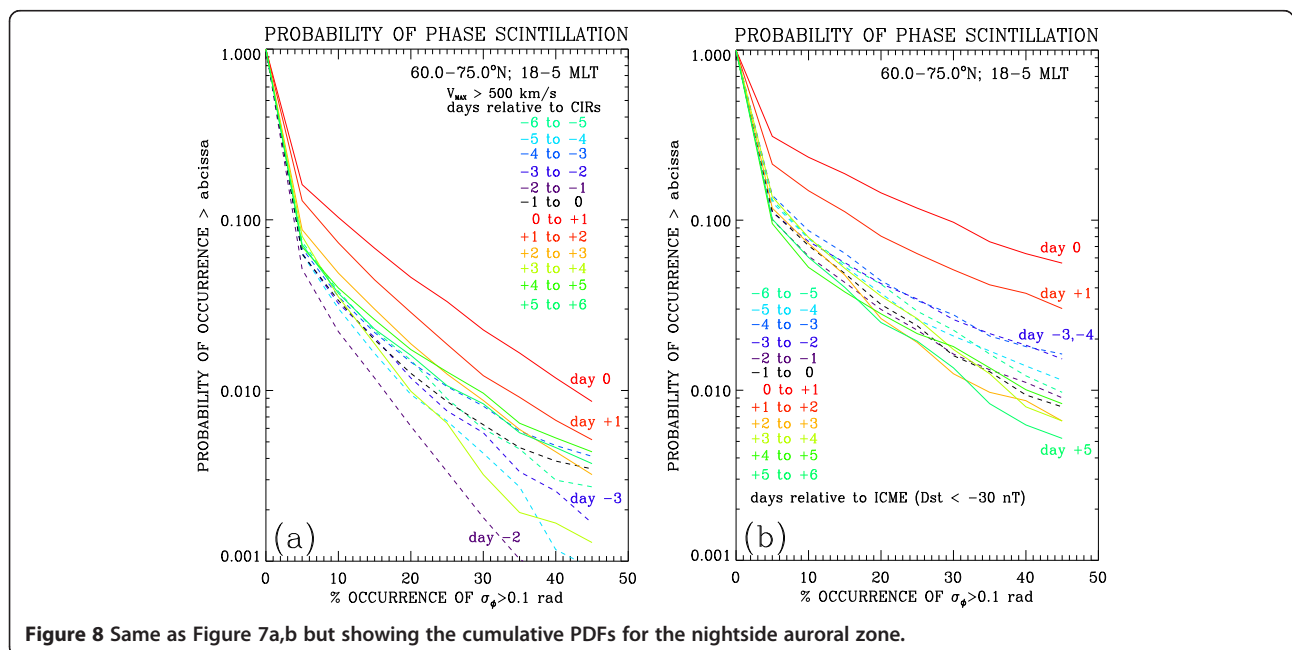 PROBABILITY OF PHASE SCINTILLATION
60.0−75.0°N; 18−5 MLT
V_MAX > 500 km/s
days relative to CIRs
−6 to −5
−5 to −4
−4 to −3
−3 to −2
−2 to −1
−1 to 0
0 to +1
+1 to +2
+2 to +3
+3 to +4
+4 to +5
+5 to +6
day 0
day +1
day −3
day −2
(a)
PROBABILITY OF OCCURRENCE > abcissa
1.000
0.100
0.010
0.001
0 10 20 30 40 50
% OCCURRENCE OF σ_ϕ>0.1 rad
PROBABILITY OF PHASE SCINTILLATION
60.0−75.0°N; 18−5 MLT
day 0
day +1
day −3,−4
day +5
−6 to −5
−5 to −4
−4 to −3
−3 to −2
−2 to −1
−1 to 0
0 to +1
+1 to +2
+2 to +3
+3 to +4
+4 to +5
+5 to +6
days relative to ICME (Dst < −30 nT)
(b)
PROBABILITY OF OCCURRENCE > abcissa
1.000
0.100
0.010
0.001
0 10 20 30 40 50
% OCCURRENCE OF σ_ϕ>0.1 rad
Figure 8 Same as Figure 7a,b but showing the cumulative PDFs for the nightside auroral zone.